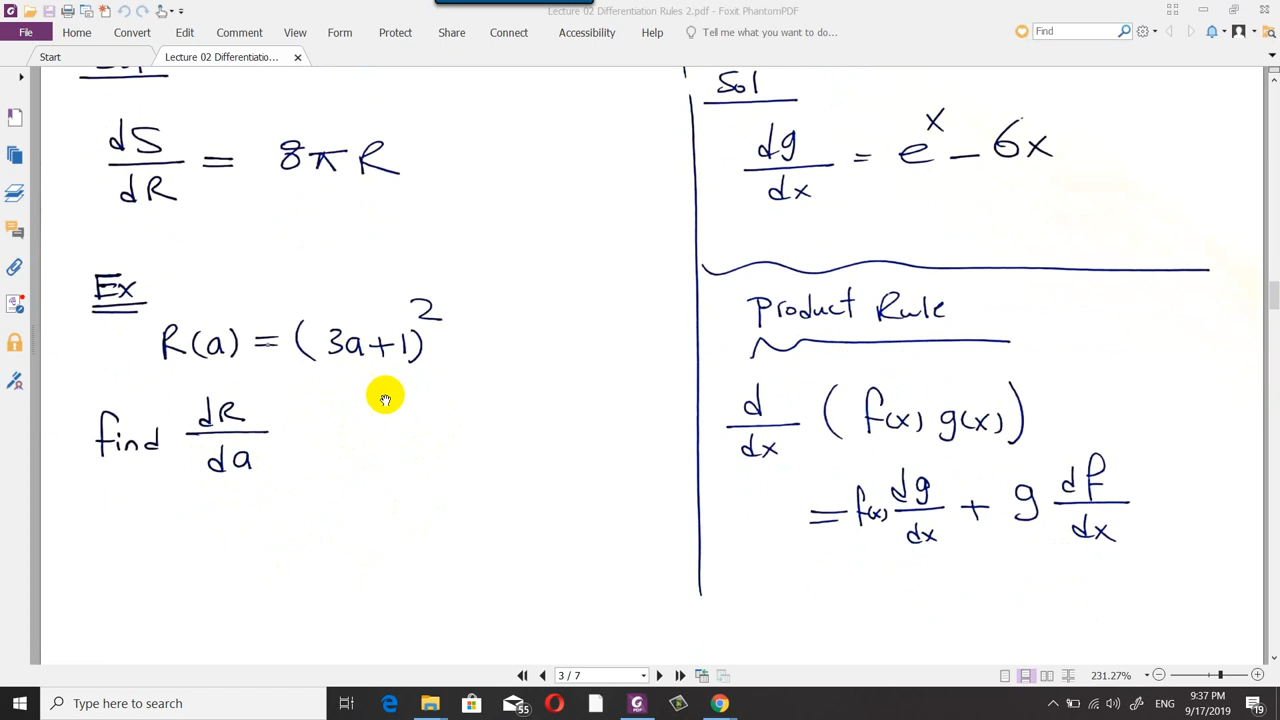 Lecture 02 Differentiation Rules 2.pdf - Foxit PhantomPDF
File Home Convert Edit Comment View Form Protect Share Connect Accessibility Help Tell me what you want to do... Find
Start Lecture 02 Differentiatio...
dS/dR = 8πR
Ex
R(a) = (3a+1)^2
find dR/da
Sol
dg/dx = e^x - 6x
Product Rule
d/dx (f(x) g(x))
= f(x) dg/dx + g df/dx
3 / 7 231.27%
Type here to search
55
ENG
9:37 PM
9/17/2019
19